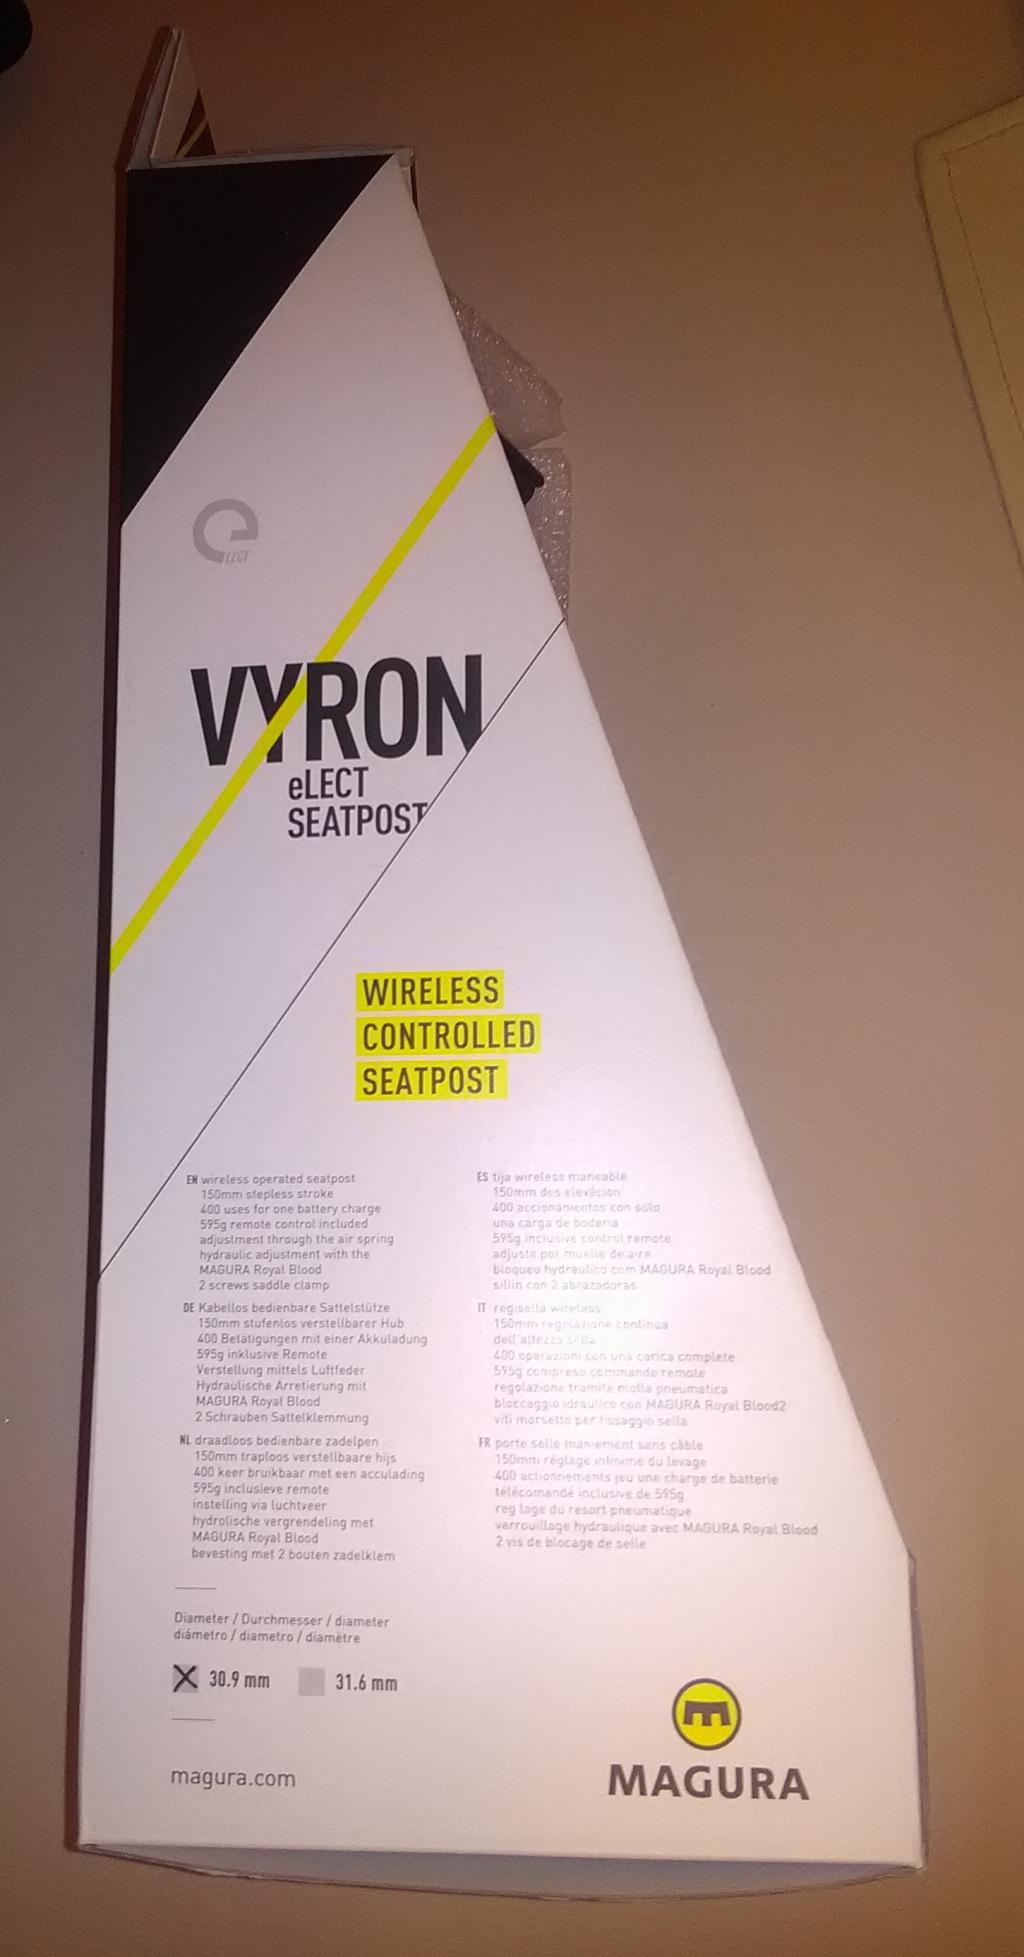 eLECT
VYRON
eLECT
SEATPOST
WIRELESS
CONTROLLED
SEATPOST
EN wireless operated seatpost
150mm stepless stroke
400 uses for one battery charge
595g remote control included
adjustment through the air spring
hydraulic adjustment with the
MAGURA Royal Blood
2 screws saddle clamp
DE Kabellos bedienbare Sattelstütze
150mm stufenlos verstellbarer Hub
400 Betätigungen mit einer Akkuladung
595g inklusive Remote
Verstellung mittels Luftfeder
Hydraulische Arretierung mit
MAGURA Royal Blood
2 Schrauben Sattelklemmung
NL draadloos bedienbare zadelpen
150mm traploos verstellbaare hijs
400 keer bruikbaar met een acculading
595g inclusieve remote
instelling via luchtveer
hydrolische vergrendeling met
MAGURA Royal Blood
bevesting met 2 bouten zadelklem
ES tija wireless maneable
150mm des elevácion
400 accionamientos con solo
una carga de boderia
595g inclusive control remote
adjuste por muelle de aire
bloqueo hydráulico com MAGURA Royal Blood
sillin con 2 abrazadoras
IT regisella wireless
150mm regolazione continua
dell'altezza sella
400 operazioni con una carica complete
595g compreso commando remote
regolazione tramite molla pneumatica
bloccaggio idraulico con MAGURA Royal Blood2
viti morsetto per fissaggio sella
FR porte selle maniement sans câble
150mm réglage infinime du levage
400 actionnements jeu une charge de batterie
télécomande inclusive de 595g
reg lage du resort pneumatique
verrouillage hydraulique avec MAGURA Royal Blood
2 vis de blocage de selle
Diameter / Durchmesser / diameter
diámetro / diametro / diamètre
30.9 mm 31.6 mm
magura.com
MAGURA